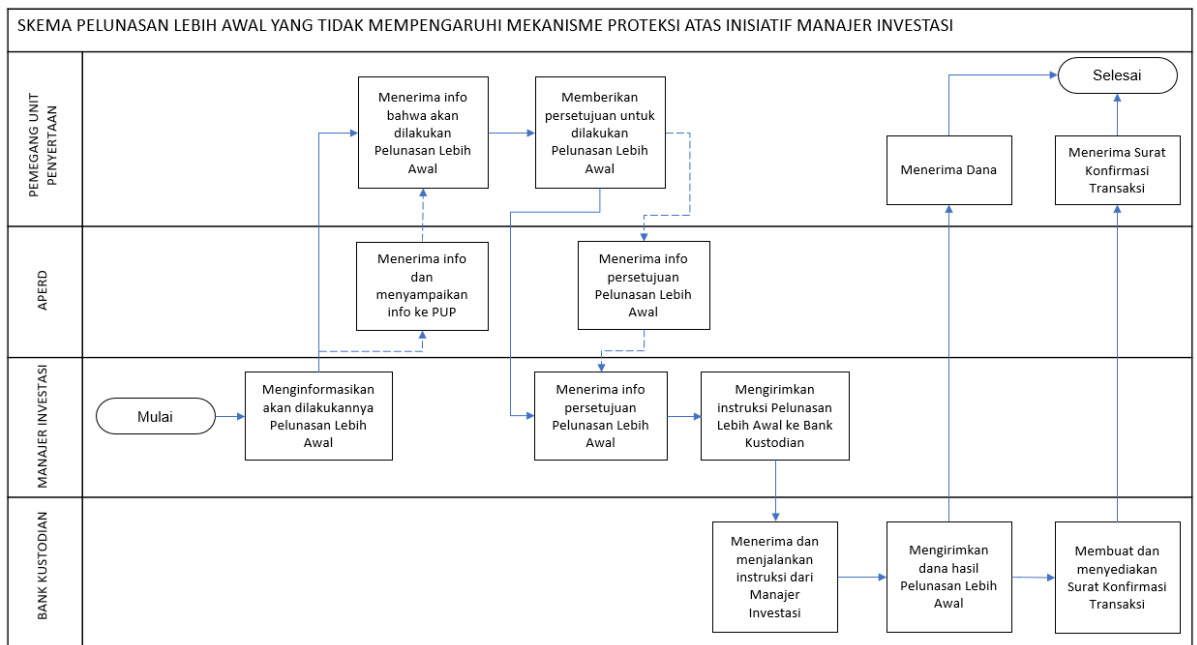 SKEMA PELUNASAN LEBIH AWAL YANG TIDAK MEMPENGARUHI MEKANISME PROTEKSI ATAS INISIATIF MANAJER INVESTASI
PEMEGANG UNIT
PENYERTAAN
Menerima info
bahwa akan
dilakukan
Pelunasan Lebih
Awal
Memberikan
persetujuan untuk
dilakukan
Pelunasan Lebih
Awal
Menerima Dana
Selesai
Menerima Surat
Konfirmasi
Transaksi
APERD
Menerima info
dan
menyampaikan
info ke PUP
Menerima info
persetujuan
Pelunasan Lebih
Awal
MANAJER INVESTASI
Mulai
Menginformasikan
akan dilakukannya
Pelunasan Lebih
Awal
Menerima info
persetujuan
Pelunasan Lebih
Awal
Mengirimkan
instruksi Pelunasan
Lebih Awal ke Bank
Kustodian
BANK KUSTODIAN
Menerima dan
menjalankan
instruksi dari
Manajer
Investasi
Mengirimkan
dana hasil
Pelunasan Lebih
Awal
Membuat dan
menyediakan
Surat Konfirmasi
Transaksi